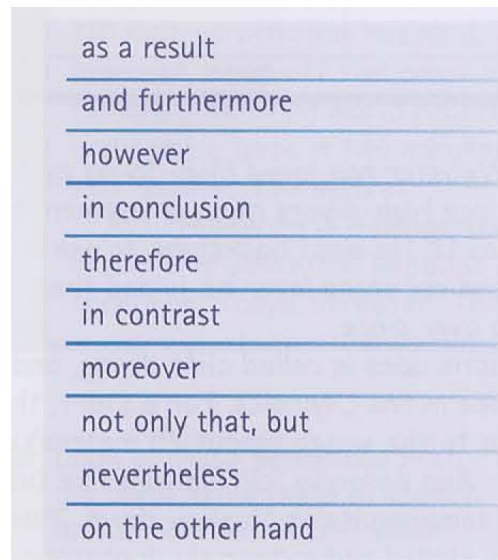 as a result
and furthermore
however
in conclusion
therefore
in contrast
moreover
not only that, but
nevertheless
on the other hand